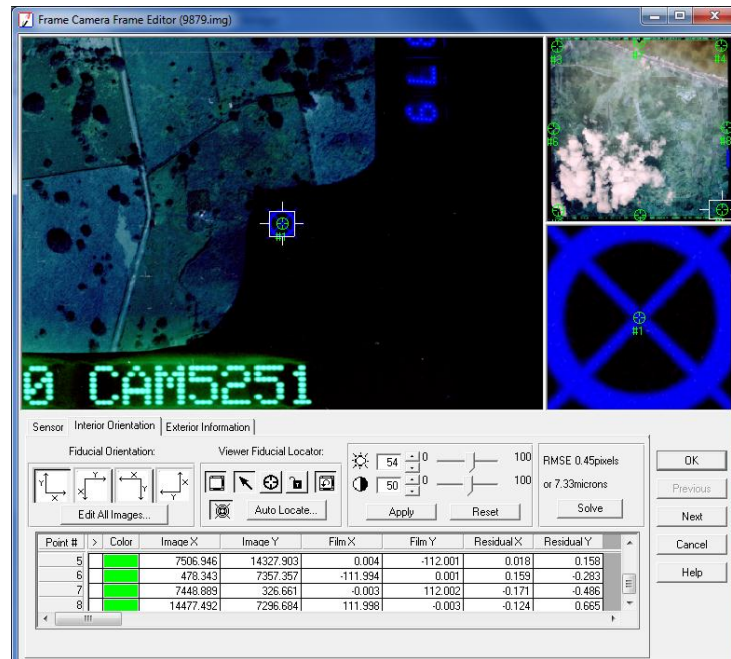 Frame Camera Frame Editor (9879.img)
#1
0 CAM5251
#3
#4
#6
#8
#1
Sensor
Interior Orientation
Exterior Information
Fiducial Orientation:
Viewer Fiducial Locator:
Y
X
X
Y
Y
X
X
Y
Edit All Images...
Auto Locate...
54
0
100
50
0
100
Apply
Reset
RMSE 0.45pixels
or 7.33microns
Solve
OK
Previous
Next
Cancel
Help
Point # > Color Image X Image Y Film X Film Y Residual X Residual Y
5 7506.946 14327.903 0.004 -112.001 0.018 0.158
6 478.343 7357.357 -111.994 0.001 0.159 -0.283
7 7448.889 326.661 -0.003 112.002 -0.171 -0.486
8 14477.492 7296.684 111.998 -0.003 -0.124 0.665